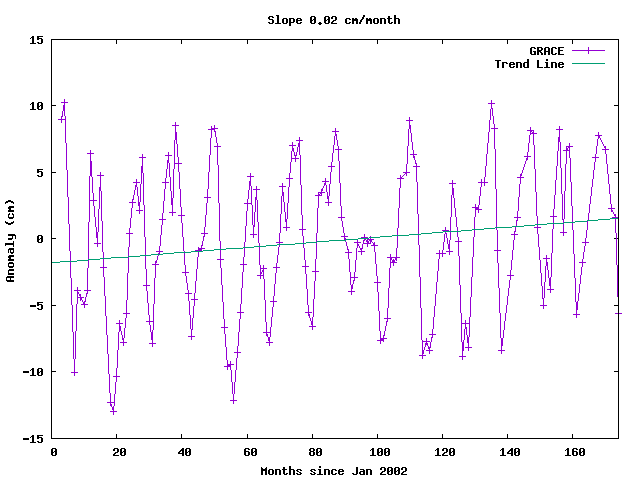 Slope 0.02 cm/month
GRACE
Trend Line
15
10
5
0
-5
-10
-15
Anomaly (cm)
0 20 40 60 80 100 120 140 160
Months since Jan 2002